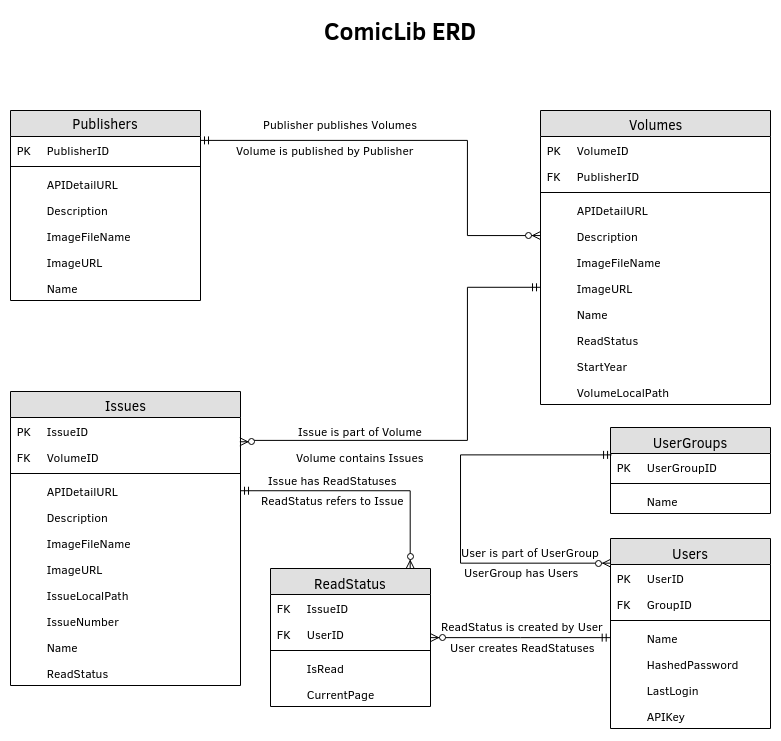 ComicLib ERD
Publishers
PK PublisherID
APIDetailURL
Description
ImageFileName
ImageURL
Name
Publisher publishes Volumes
Volume is published by Publisher
Volumes
PK VolumeID
FK PublisherID
APIDetailURL
Description
ImageFileName
ImageURL
Name
ReadStatus
StartYear
VolumeLocalPath
Issues
PK IssueID
FK VolumeID
APIDetailURL
Description
ImageFileName
ImageURL
IssueLocalPath
IssueNumber
Name
ReadStatus
Issue is part of Volume
Volume contains Issues
Issue has ReadStatuses
ReadStatus refers to Issue
UserGroups
PK UserGroupID
Name
User is part of UserGroup
UserGroup has Users
ReadStatus
FK IssueID
FK UserID
IsRead
CurrentPage
ReadStatus is created by User
User creates ReadStatuses
Users
PK UserID
FK GroupID
Name
HashedPassword
LastLogin
APIKey